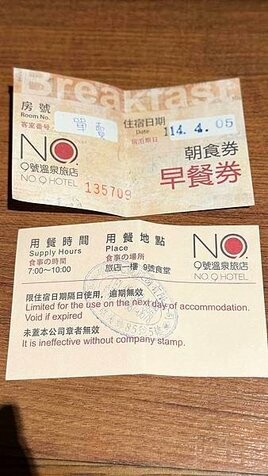 Breakfast
房號
Room No.
客室番号
住宿日期
Date
宿泊期日
114.4.05
NO.
9號溫泉旅店
NO. 9 HOTEL
135709
朝食券
早餐券
用餐時間
Supply Hours
食事の時間
7:00~10:00
用餐地點
Place
食事の場所
旅店一樓 9號食堂
NO.
9號溫泉旅店
NO. 9 HOTEL
限住宿日期隔日使用,逾期無效
Limited for the use on the next day of accommodation.
Void if expired
未蓋本公司章者無效
It is ineffective without company stamp.